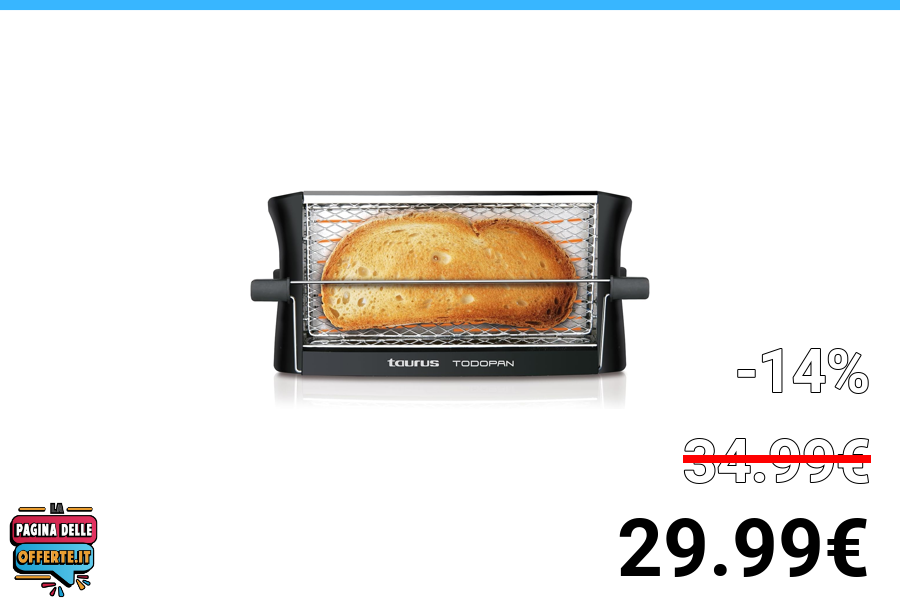 taurus TODOPAN
-14%
34.99€
29.99€
LA
PAGINA DELLE
OFFERTE.IT